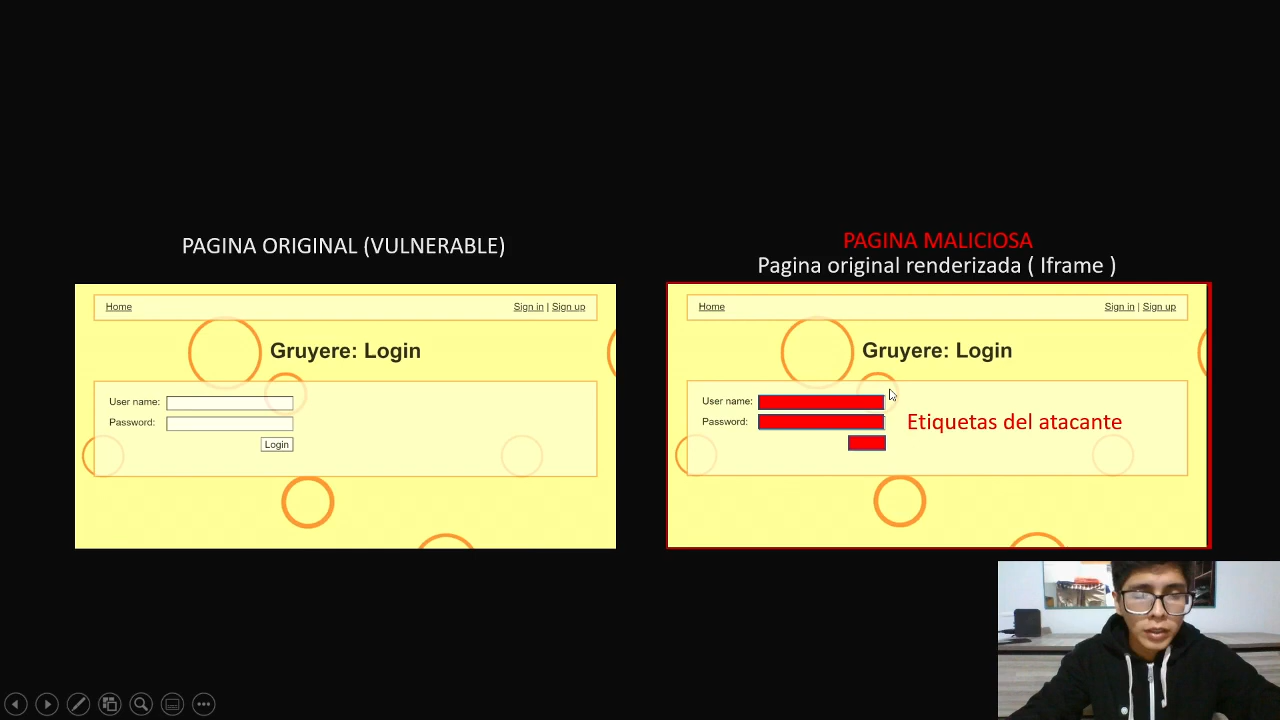 PAGINA ORIGINAL (VULNERABLE)
Home
Sign in | Sign up
Gruyere: Login
User name:
Password:
Login
PAGINA MALICIOSA
Pagina original renderizada ( Iframe )
Home
Sign in | Sign up
Gruyere: Login
User name:
Password:
Etiquetas del atacante